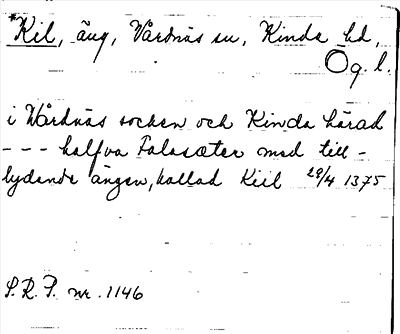 *Kil, äng, Vårdnäs sn, Kinda hd,
Ög. l.
i Wårdnäs socken och Kinda härad
--- halfva Falasæter med till-
lydande ängen, kallad Kiil 29/4 1375
S.R.P. nr. 1146